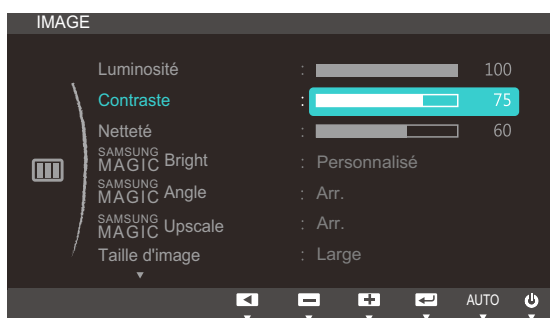 IMAGE
Luminosité : 100
Contraste : 75
Netteté : 60
SAMSUNG MAGIC Bright : Personnalisé
SAMSUNG MAGIC Angle : Arr.
SAMSUNG MAGIC Upscale : Arr.
Taille d'image : Large
AUTO